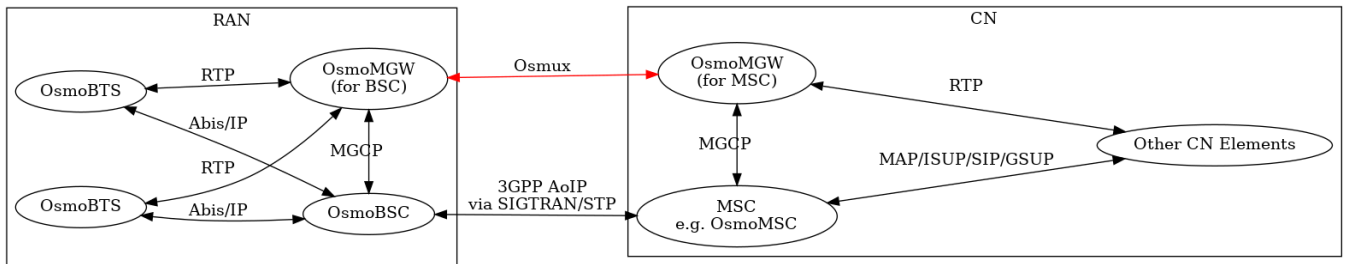 RAN
CN
OsmoBTS
RTP
OsmoMGW
(for BSC)
Osmux
OsmoMGW
(for MSC)
RTP
Abis/IP
MGCP
MGCP
Other CN Elements
RTP
MAP/ISUP/SIP/GSUP
OsmoBTS
Abis/IP
OsmoBSC
3GPP AoIP
via SIGTRAN/STP
MSC
e.g. OsmoMSC